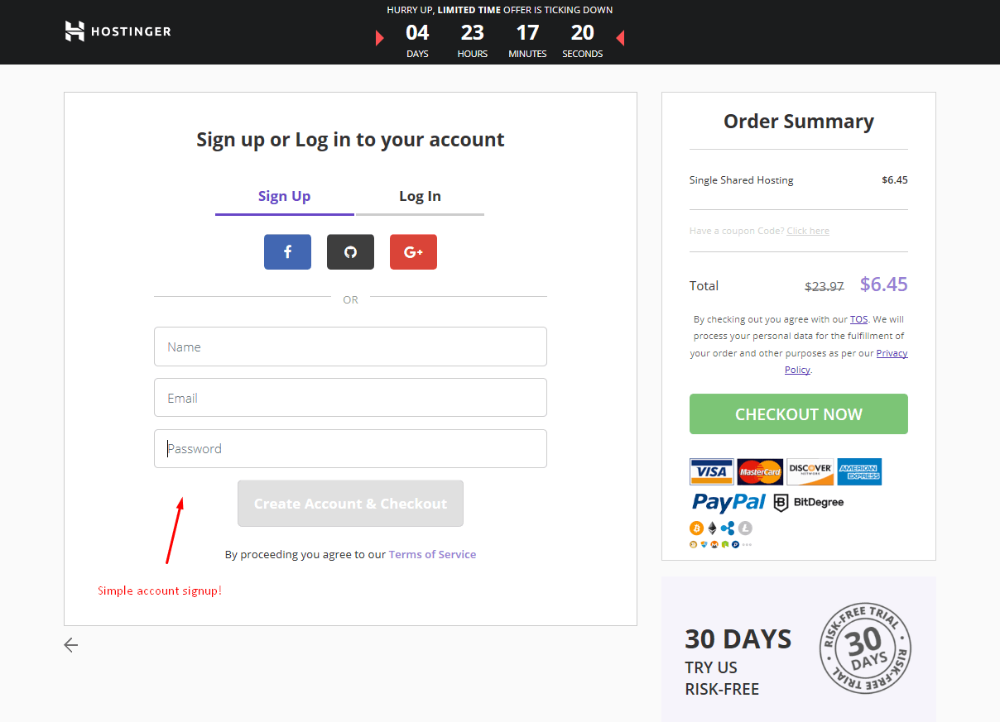 HURRY UP, LIMITED TIME OFFER IS TICKING DOWN
HOSTINGER
04 23 17 20
DAYS HOURS MINUTES SECONDS
Sign up or Log in to your account
Sign Up Log In
f G+
OR
Name
Email
Password
Create Account & Checkout
By proceeding you agree to our Terms of Service
Simple account signup!
Order Summary
Single Shared Hosting $6.45
Have a coupon Code? Click here
Total $23.97 $6.45
By checking out you agree with our TOS. We will
process your personal data for the fulfillment of
your order and other purposes as per our Privacy
Policy.
CHECKOUT NOW
VISA MasterCard DISCOVER NETWORK AMERICAN EXPRESS
PayPal B BitDegree
30 DAYS
TRY US
RISK-FREE
RISK-FREE TRIAL
30
DAYS
RISK-FREE TRIAL